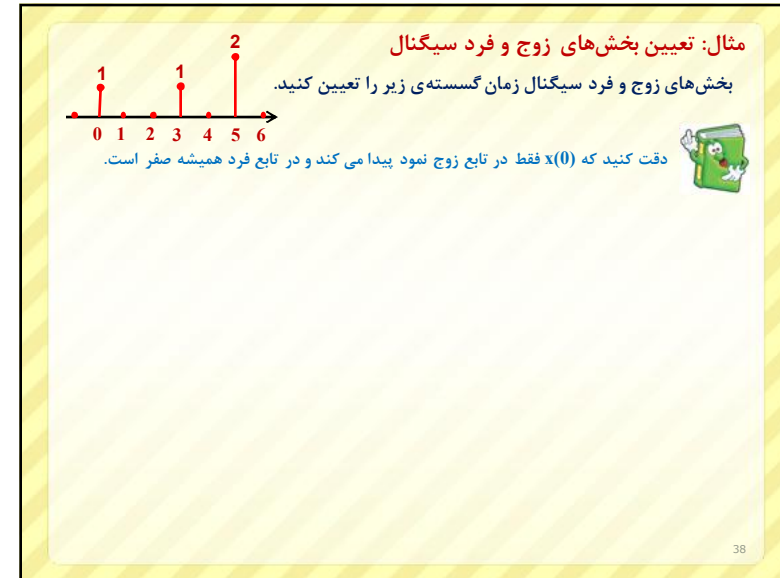 مثال: تعیین بخش‌های زوج و فرد سیگنال
بخش‌های زوج و فرد سیگنال زمان گسسته‌ی زیر را تعیین کنید.
2
1 1
0 1 2 3 4 5 6
دقت کنید که x(0) فقط در تابع زوج نمود پیدا می کند و در تابع فرد همیشه صفر است.
38